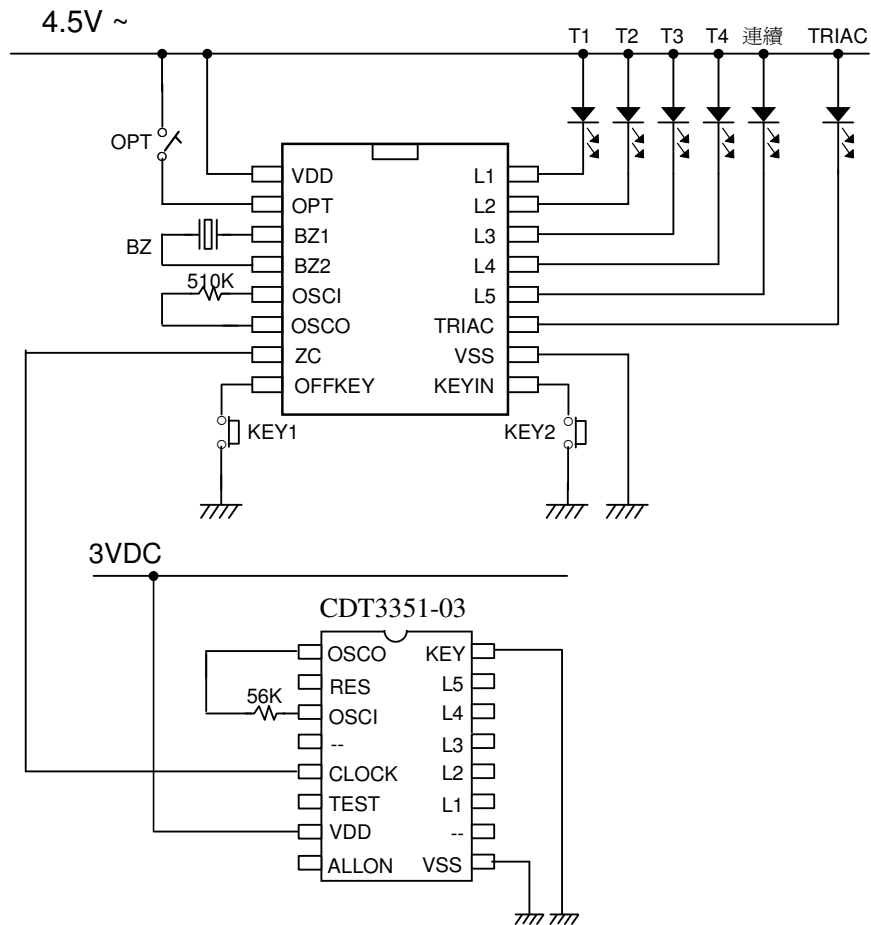 4.5V ~
T1 T2 T3 T4 連續 TRIAC
OPT
VDD L1
OPT L2
BZ
BZ1 L3
BZ2 L4
510K
OSCI L5
OSCO TRIAC
ZC VSS
OFFKEY KEYIN
KEY1 KEY2
3VDC
CDT3351-03
OSCO KEY
RES L5
56K
OSCI L4
-- L3
CLOCK L2
TEST L1
VDD --
ALLON VSS